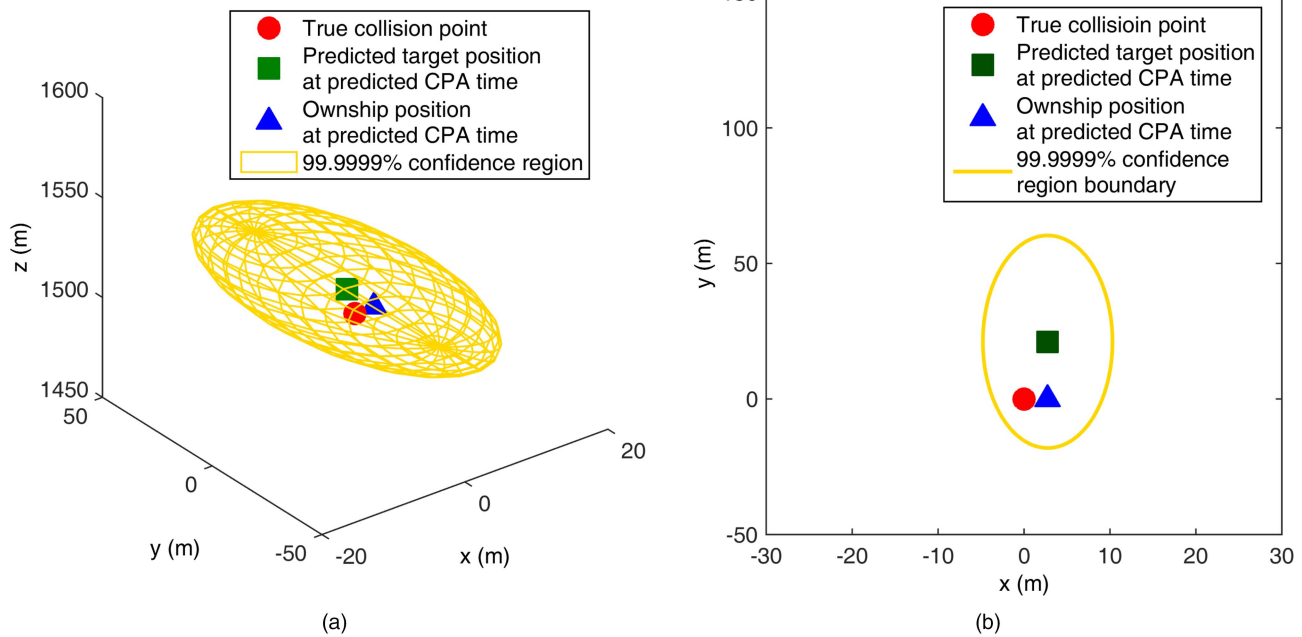 True collision point
Predicted target position
at predicted CPA time
Ownship position
at predicted CPA time
99.9999% confidence region
1600
1550
1500
1450
z (m)
50
0
-50
y (m)
-20
0
20
x (m)
(a)
True collisioin point
Predicted target position
at predicted CPA time
Ownship position
at predicted CPA time
99.9999% confidence
region boundary
100
50
0
-50
y (m)
-30
-20
-10
0
10
20
30
x (m)
(b)